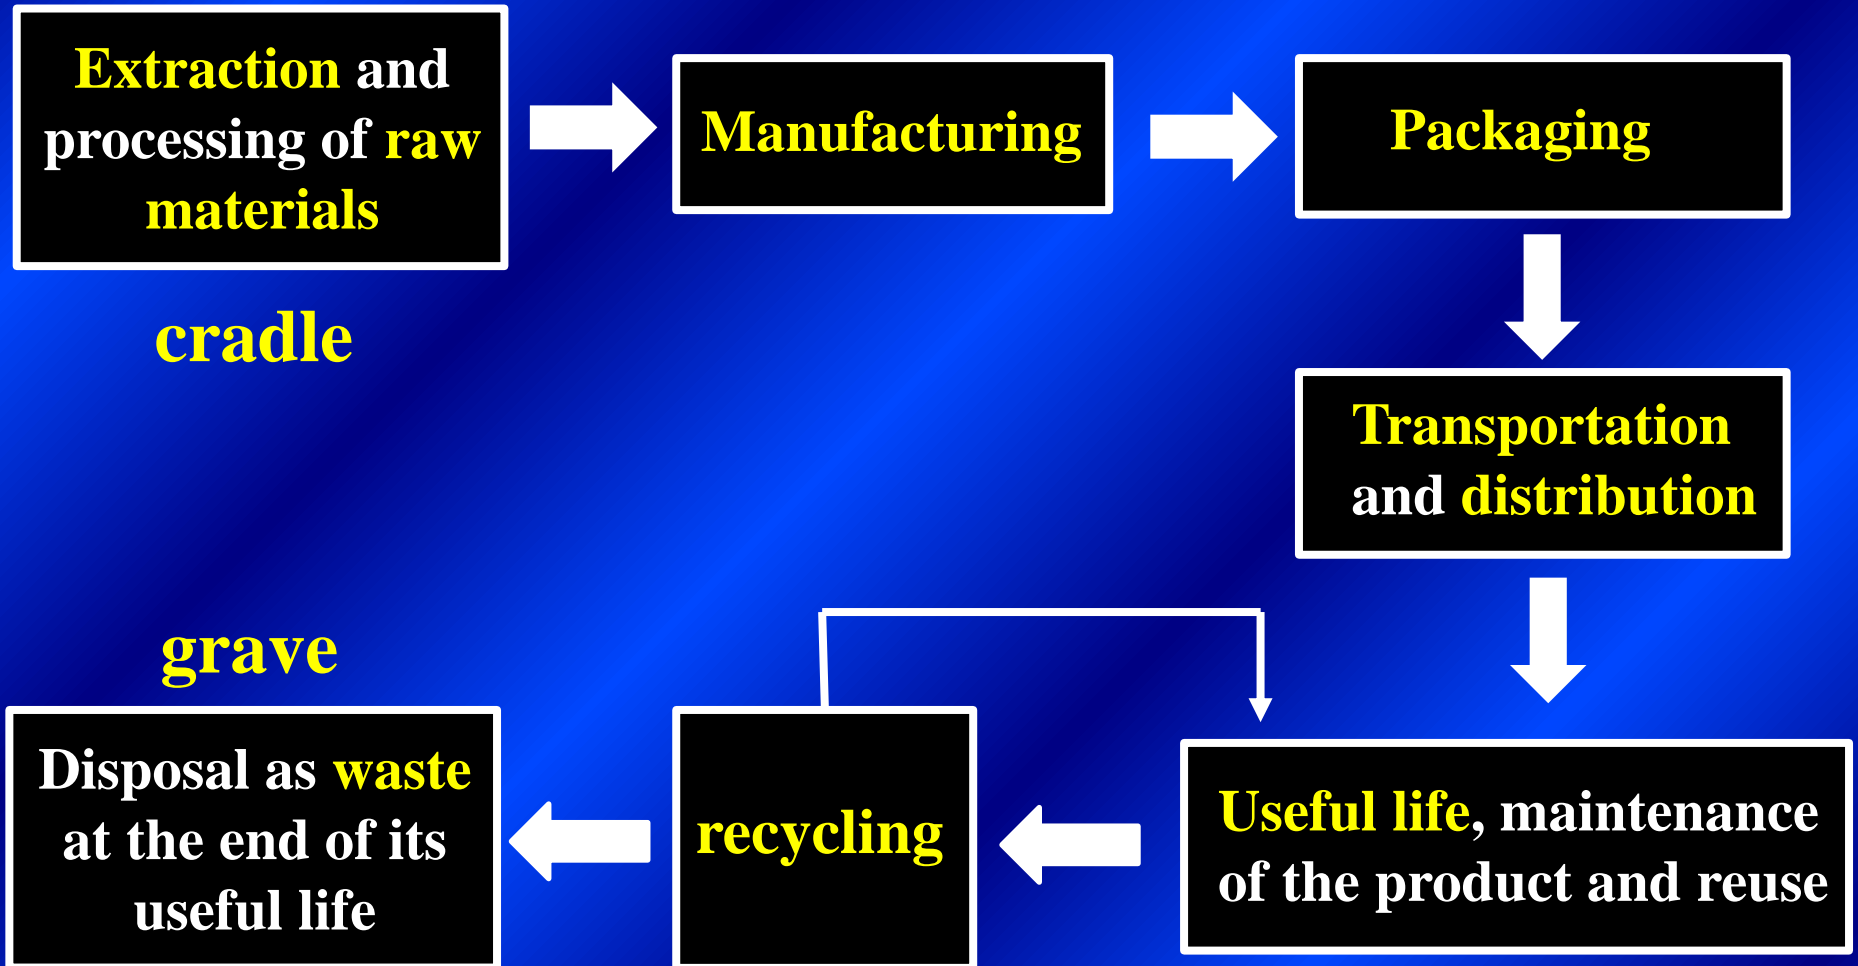 Extraction and
processing of raw
materials
Manufacturing
Packaging
cradle
Transportation
and distribution
grave
Disposal as waste
at the end of its
useful life
recycling
Useful life, maintenance
of the product and reuse